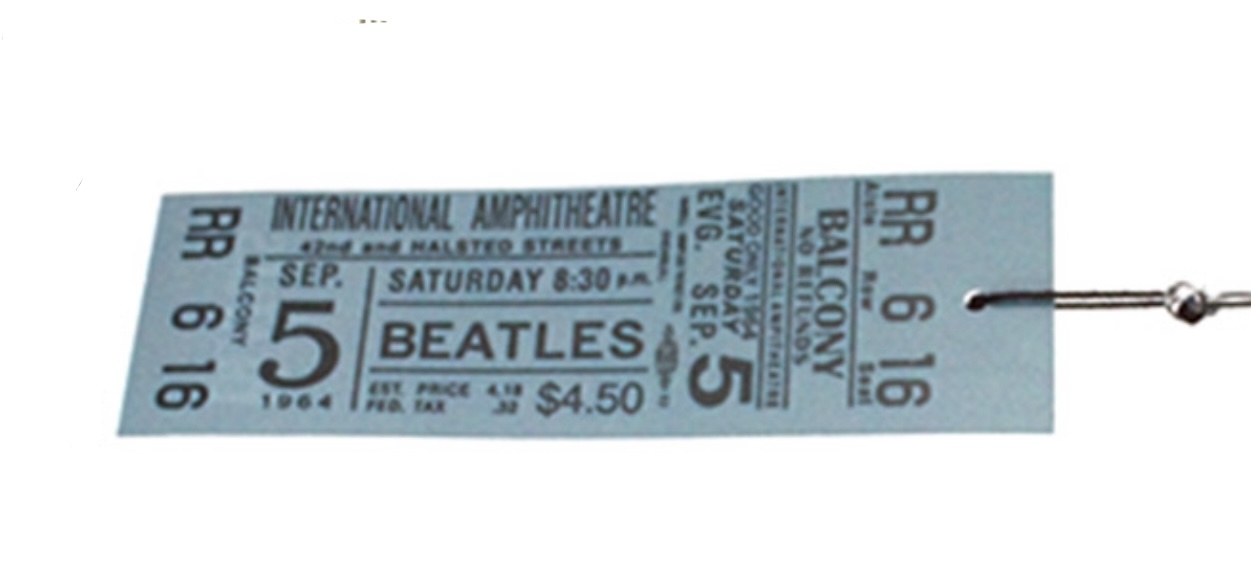 RR 6 16
BALCONY
INTERNATIONAL AMPHITHEATRE
42nd and HALSTED STREETS
SEP.
5
1964
SATURDAY 8:30 p.m.
BEATLES
EST. PRICE 4.18
FED. TAX .32
$4.50
EVG. SEP. 5
SATURDAY
GOOD ONLY 1964
INTERNATIONAL AMPHITHEATRE
NO REFUNDS
BALCONY
Aisle Row Seat
RR 6 16